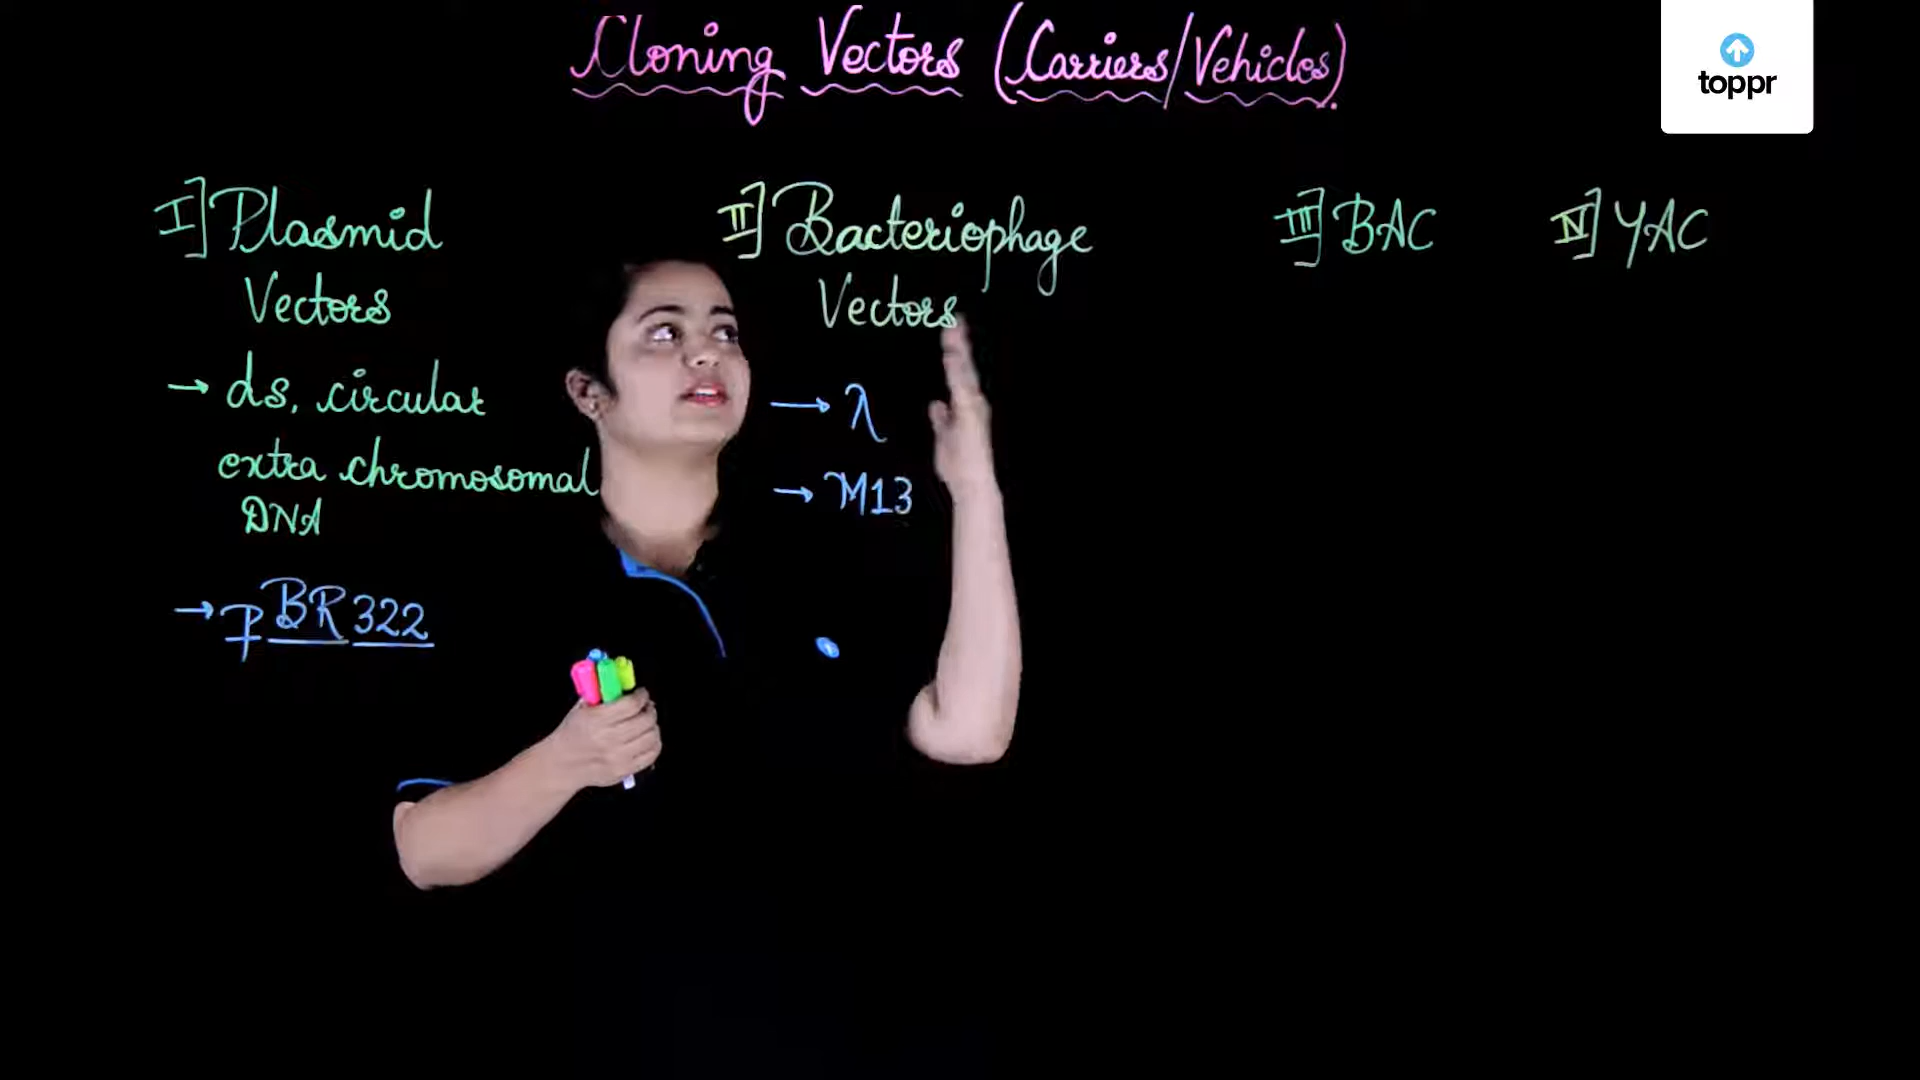 Cloning Vectors (Carriers/Vehicles)
toppr
I] Plasmid
Vectors
→ ds, circular
extra chromosomal
DNA
→ pBR322
II] Bacteriophage
Vectors
→ λ
→ M13
III] BAC
IV] YAC